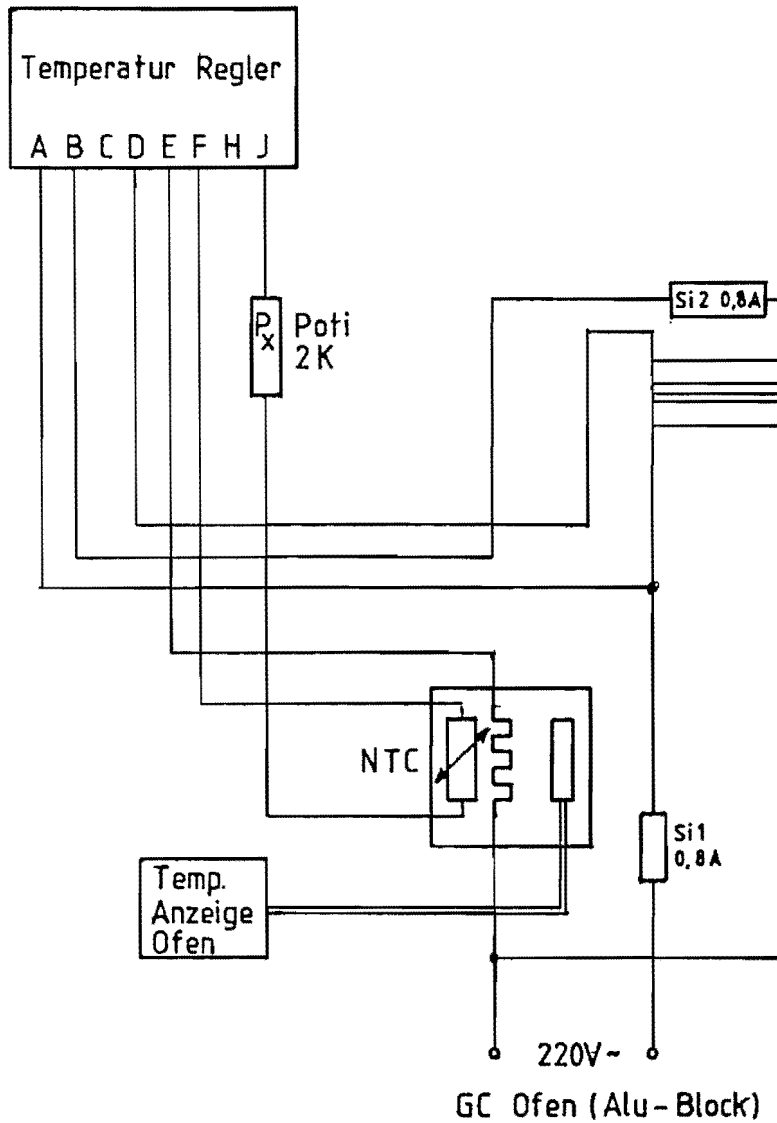 Temperatur Regler
A B C D E F H J
Px
Poti
2K
Si2 0,8A
NTC
Si1
0,8A
Temp.
Anzeige
Ofen
220V~
GC Ofen (Alu-Block)